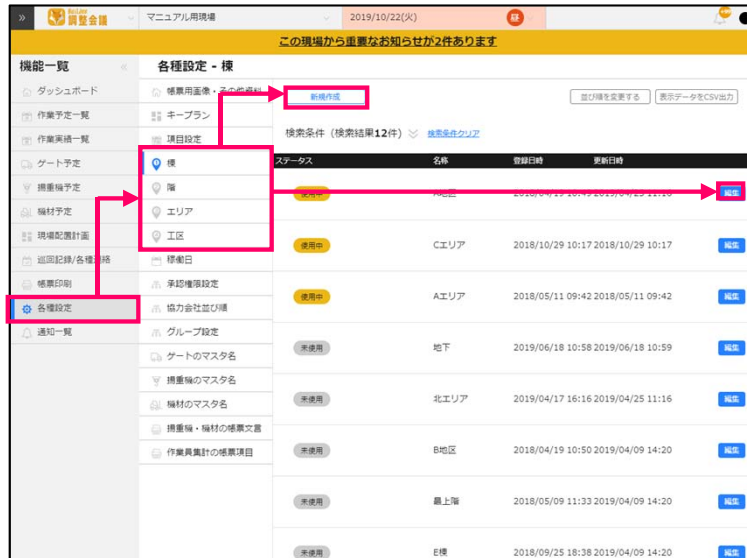 » Buildee 調整会議 マニュアル用現場 2019/10/22(火) 昼
この現場から重要なお知らせが2件あります
機能一覧 «
ダッシュボード
作業予定一覧
作業実績一覧
ゲート予定
揚重機予定
機材予定
現場配置計画
巡回記録/各種連絡
帳票印刷
各種設定
通知一覧
各種設定 - 棟
帳票用画像・その他資料
キープラン
項目設定
棟
階
エリア
工区
稼働日
承認権限設定
協力会社並び順
グループ設定
ゲートのマスタ名
揚重機のマスタ名
機材のマスタ名
揚重機・機材の帳票文言
作業員集計の帳票項目
新規作成 並び順を変更する 表示データをCSV出力
検索条件 (検索結果12件) 検索条件クリア
ステータス 名称 登録日時 更新日時
使用中 編集
使用中 Cエリア 2018/10/29 10:17 2018/10/29 10:17 編集
使用中 Aエリア 2018/05/11 09:42 2018/05/11 09:42 編集
未使用 地下 2019/06/18 10:58 2019/06/18 10:59 編集
未使用 北エリア 2019/04/17 16:16 2019/04/25 11:16 編集
未使用 B地区 2018/04/19 10:50 2019/04/09 14:20 編集
未使用 最上階 2018/05/09 11:33 2019/04/09 14:20 編集
未使用 E棟 2018/09/25 18:38 2019/04/09 14:20 編集